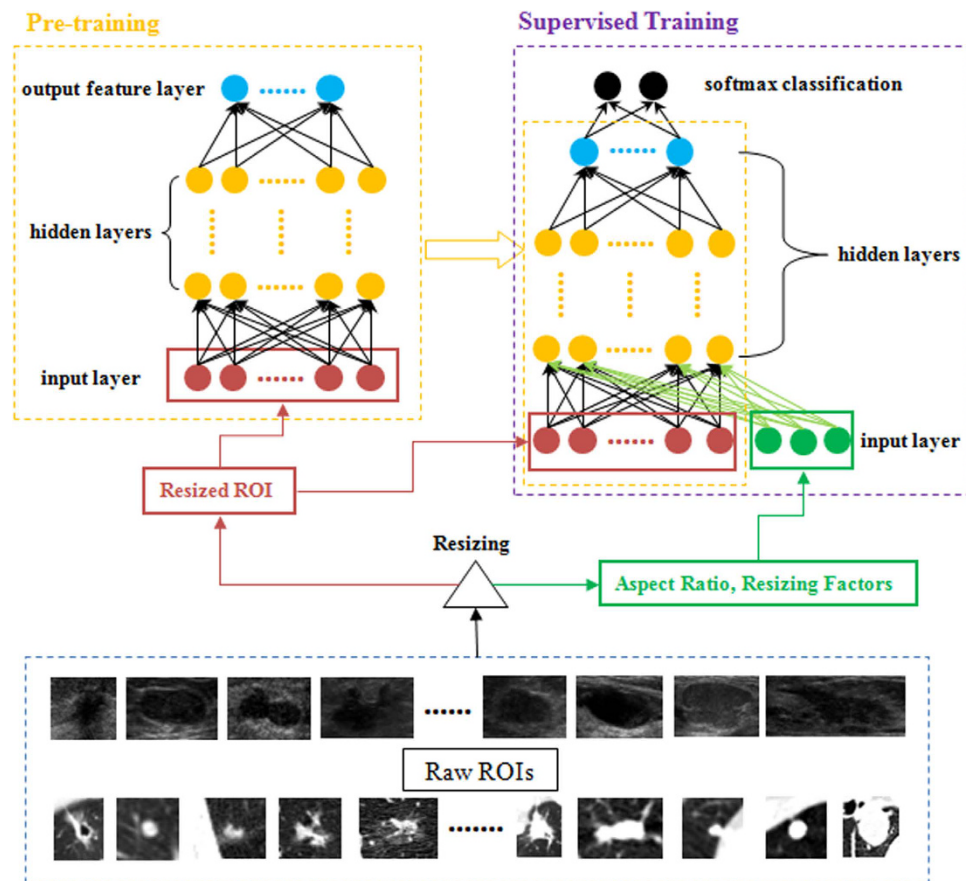 Pre-training
Supervised Training
output feature layer
softmax classification
hidden layers
hidden layers
input layer
input layer
Resized ROI
Resizing
Aspect Ratio, Resizing Factors
Raw ROIs